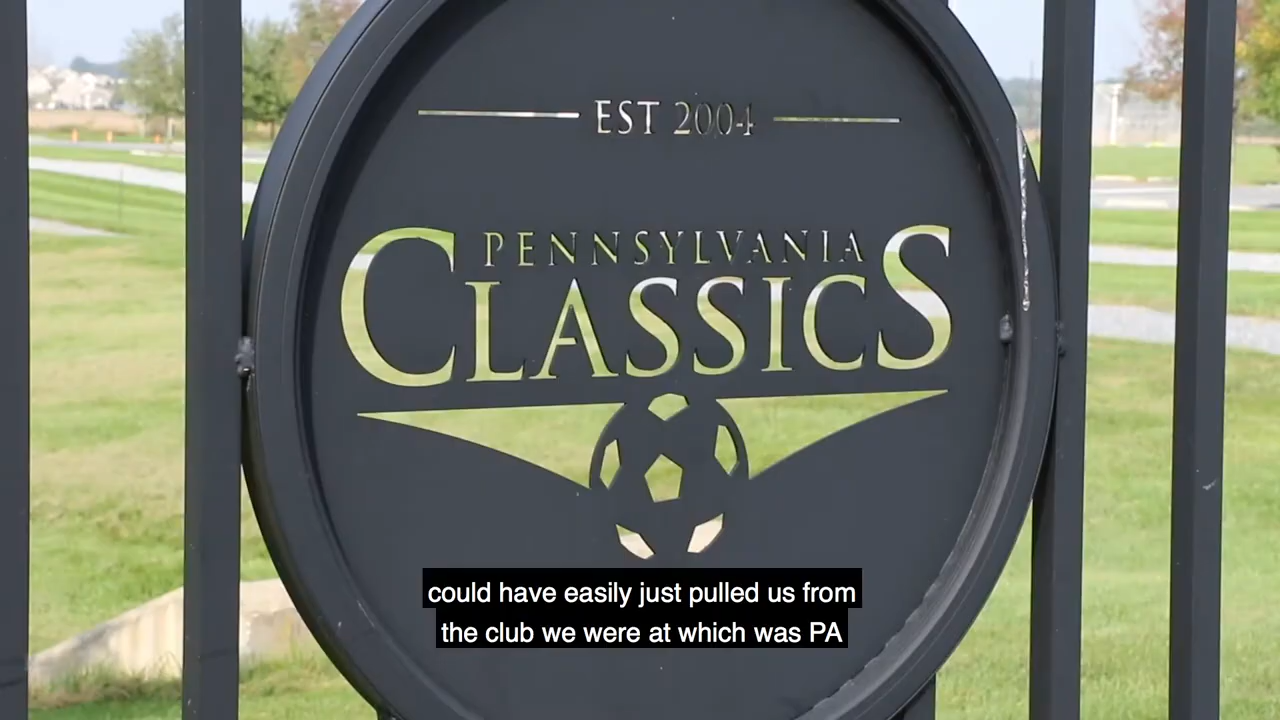 EST 2004
PENNSYLVANIA
CLASSICS
could have easily just pulled us from
the club we were at which was PA